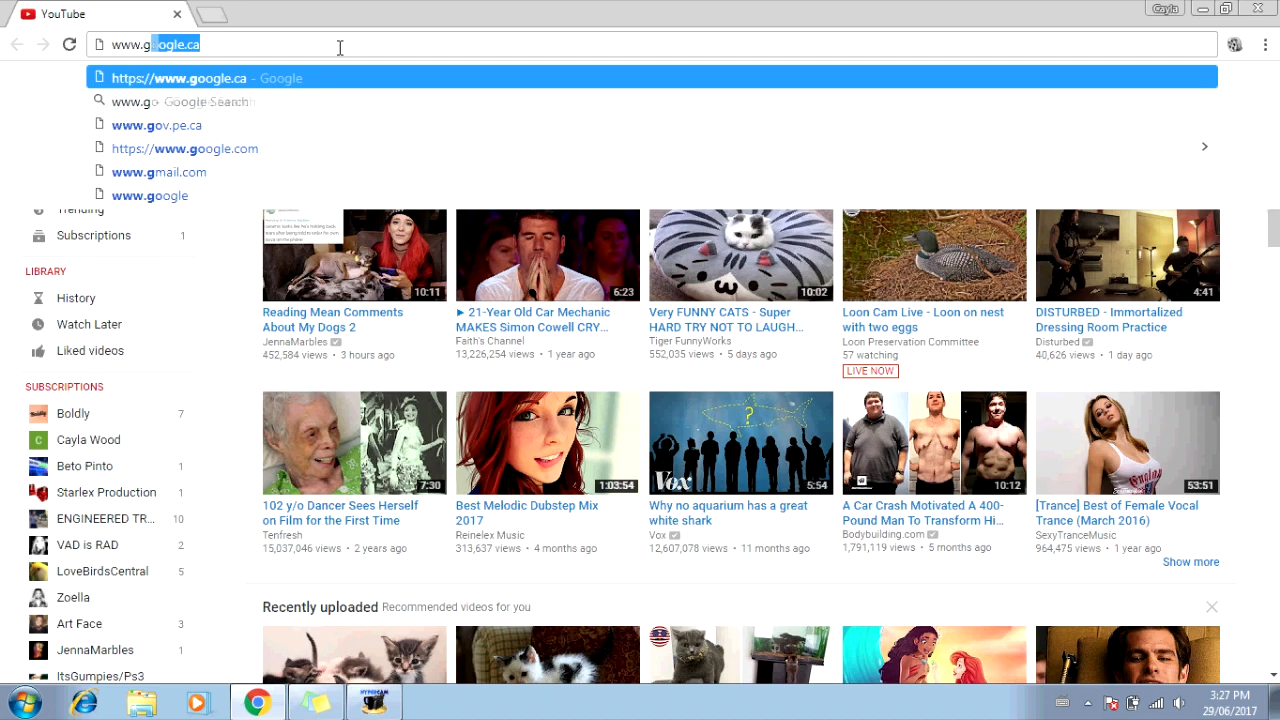 YouTube
Cayla
www.google.ca
https://www.google.ca - Google
www.go - Google Search
www.gov.pe.ca
https://www.google.com
www.gmail.com
www.google
Trending
Subscriptions 1
LIBRARY
History
Watch Later
Liked videos
SUBSCRIPTIONS
Boldly 7
Cayla Wood
Beto Pinto 1
Starlex Production 1
ENGINEERED TR... 10
VAD is RAD 2
LoveBirdsCentral 5
Zoella
Art Face 3
JennaMarbles 1
ItsGumpies/Ps3
10:11
Reading Mean Comments
About My Dogs 2
JennaMarbles
452,584 views • 3 hours ago
6:23
► 21-Year Old Car Mechanic
MAKES Simon Cowell CRY...
Faith's Channel
13,226,254 views • 1 year ago
10:02
Very FUNNY CATS - Super
HARD TRY NOT TO LAUGH...
Tiger FunnyWorks
552,035 views • 5 days ago
Loon Cam Live - Loon on nest
with two eggs
Loon Preservation Committee
57 watching
LIVE NOW
4:41
DISTURBED - Immortalized
Dressing Room Practice
Disturbed
40,626 views • 1 day ago
7:30
102 y/o Dancer Sees Herself
on Film for the First Time
Tenfresh
15,037,046 views • 2 years ago
1:03:54
Best Melodic Dubstep Mix
2017
Reinelex Music
313,637 views • 4 months ago
?
Vox
5:54
Why no aquarium has a great
white shark
Vox
12,607,078 views • 11 months ago
10:12
A Car Crash Motivated A 400-
Pound Man To Transform Hi...
Bodybuilding.com
1,791,119 views • 5 months ago
53:51
[Trance] Best of Female Vocal
Trance (March 2016)
SexyTranceMusic
964,475 views • 1 year ago
Show more
Recently uploaded Recommended videos for you
HYPERCAM
3:27 PM
29/06/2017